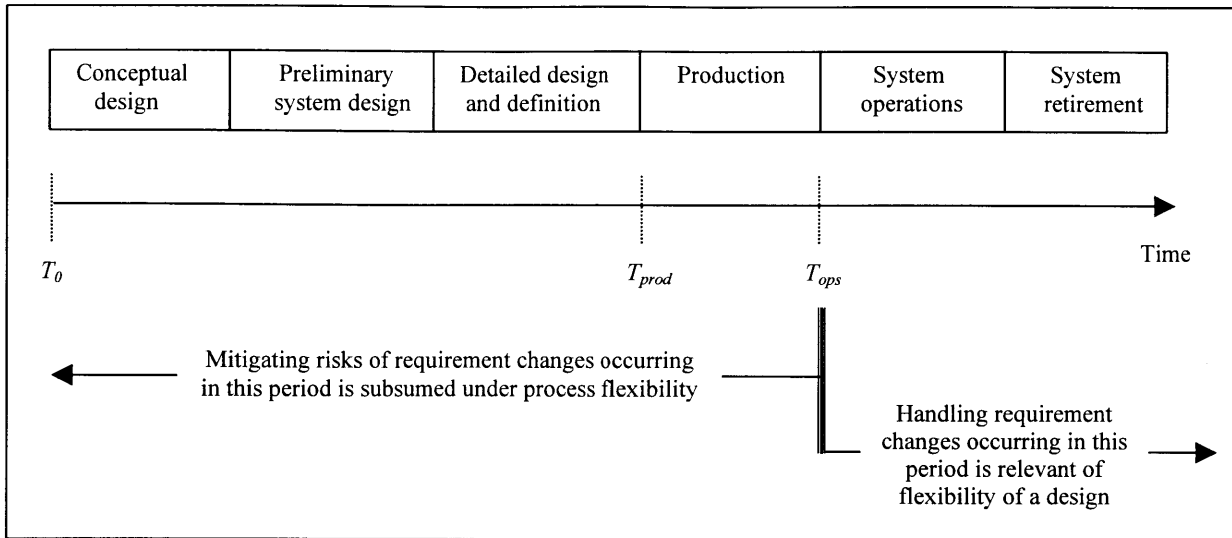 Conceptual
design
Preliminary
system design
Detailed design
and definition
Production
System
operations
System
retirement
Time
T0
Tprod
Tops
Mitigating risks of requirement changes occurring
in this period is subsumed under process flexibility
Handling requirement
changes occurring in this
period is relevant of
flexibility of a design